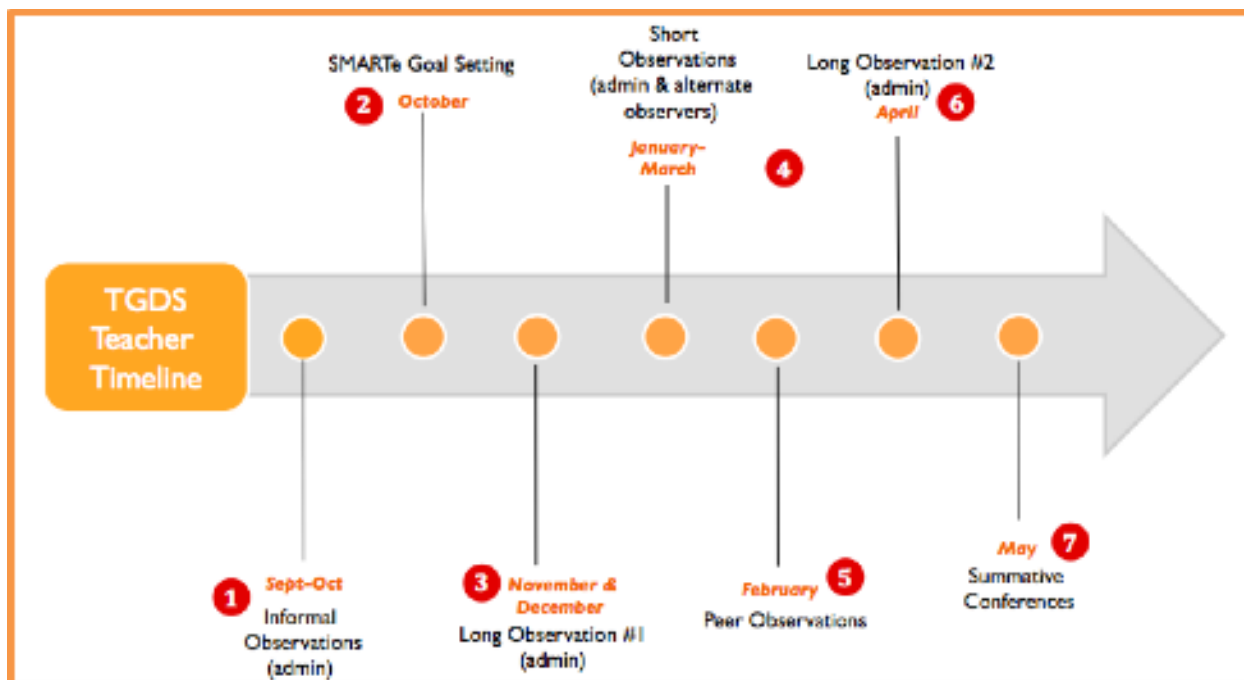 SMARTe Goal Setting
2
October
Short
Observations
(admin & alternate
observers)
January-
March
4
Long Observation #2
(admin)
April
6
TGDS
Teacher
Timeline
1
Sept-Oct
Informal
Observations
(admin)
3
November &
December
Long Observation #1
(admin)
February
5
Peer Observations
May
7
Summative
Conferences